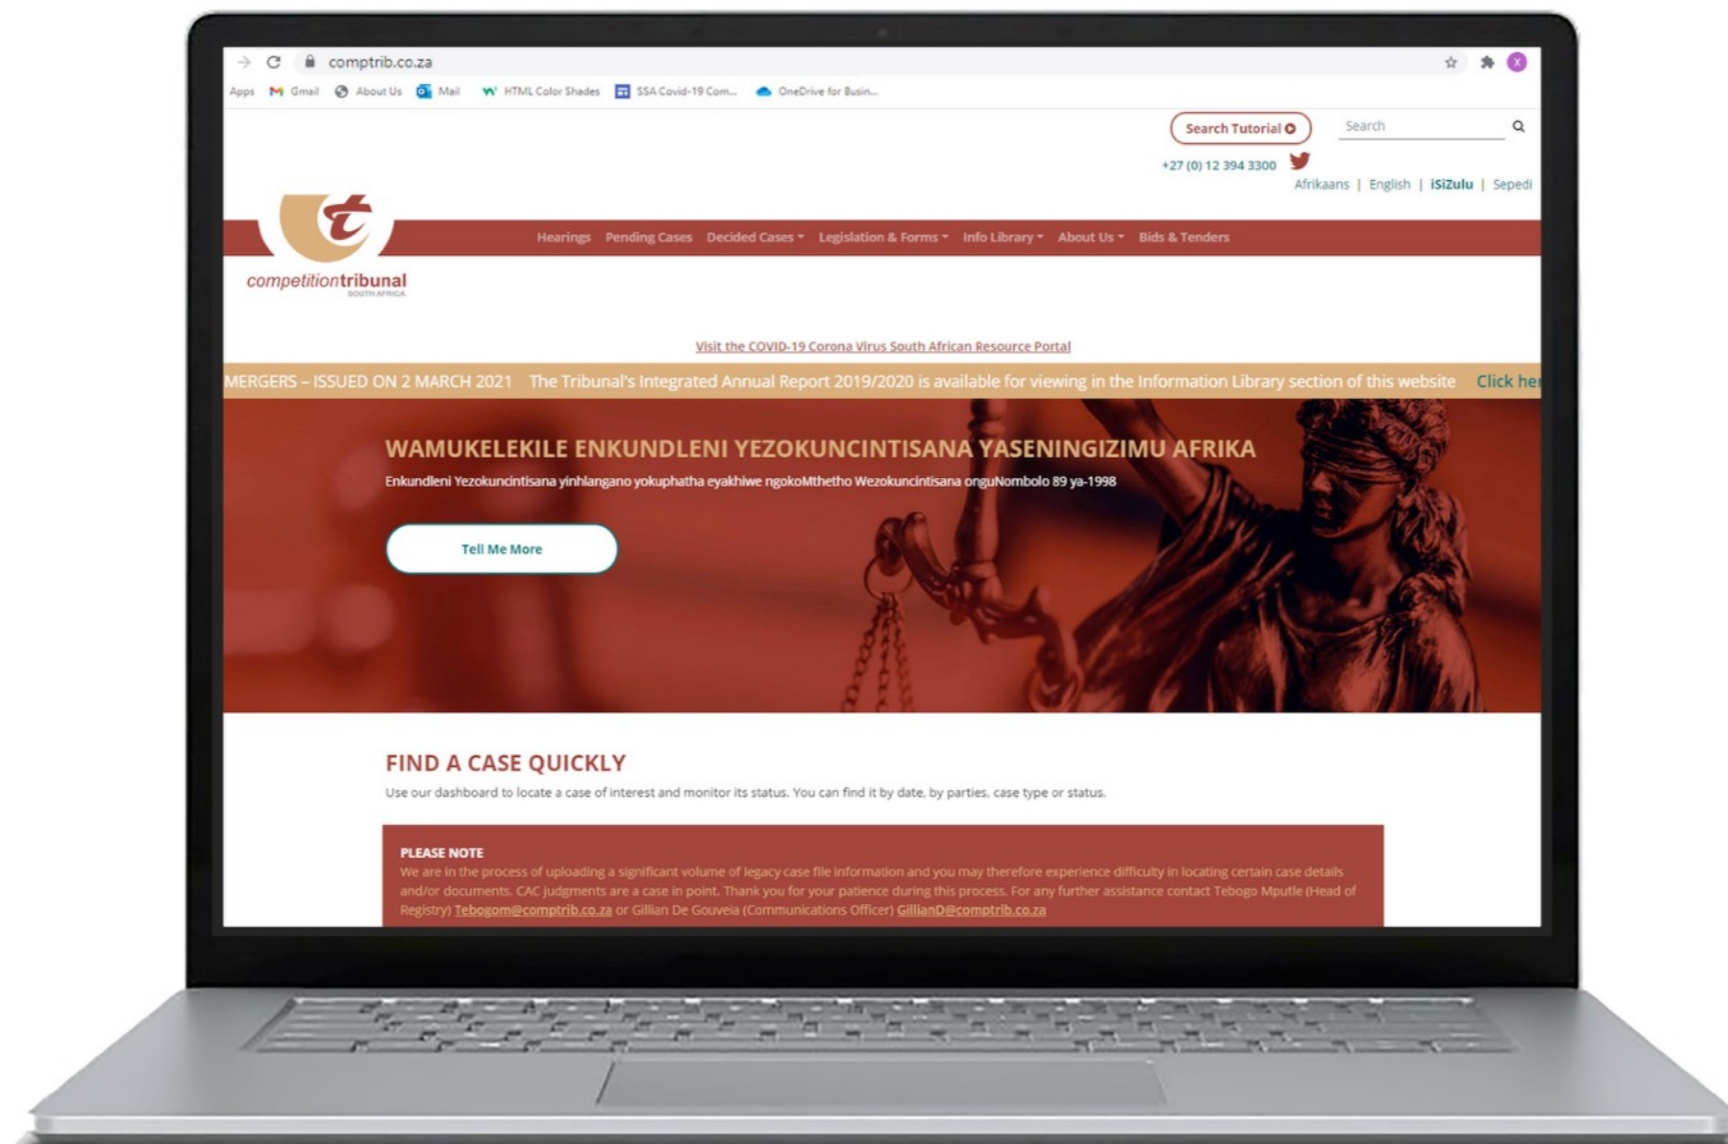 comptrib.co.za
X
Apps Gmail About Us Mail HTML Color Shades SSA Covid-19 Com... OneDrive for Busin...
Search Tutorial Search
+27 (0) 12 394 3300
Afrikaans | English | iSiZulu | Sepedi
t
Hearings Pending Cases Decided Cases Legislation & Forms Info Library About Us Bids & Tenders
competitiontribunal
SOUTH AFRICA
Visit the COVID-19 Corona Virus South African Resource Portal
MERGERS – ISSUED ON 2 MARCH 2021 The Tribunal's Integrated Annual Report 2019/2020 is available for viewing in the Information Library section of this website Click her
WAMUKELEKILE ENKUNDLENI YEZOKUNCINTISANA YASENINGIZIMU AFRIKA
Enkundleni Yezokuncintisana yinhlangano yokuphatha eyakhiwe ngokoMthetho Wezokuncintisana onguNombolo 89 ya-1998
Tell Me More
FIND A CASE QUICKLY
Use our dashboard to locate a case of interest and monitor its status. You can find it by date, by parties, case type or status.
PLEASE NOTE
We are in the process of uploading a significant volume of legacy case file information and you may therefore experience difficulty in locating certain case details
and/or documents. CAC judgments are a case in point. Thank you for your patience during this process. For any further assistance contact Tebogo Mputle (Head of
Registry) Tebogom@comptrib.co.za or Gillian De Gouveia (Communications Officer) GillianD@comptrib.co.za